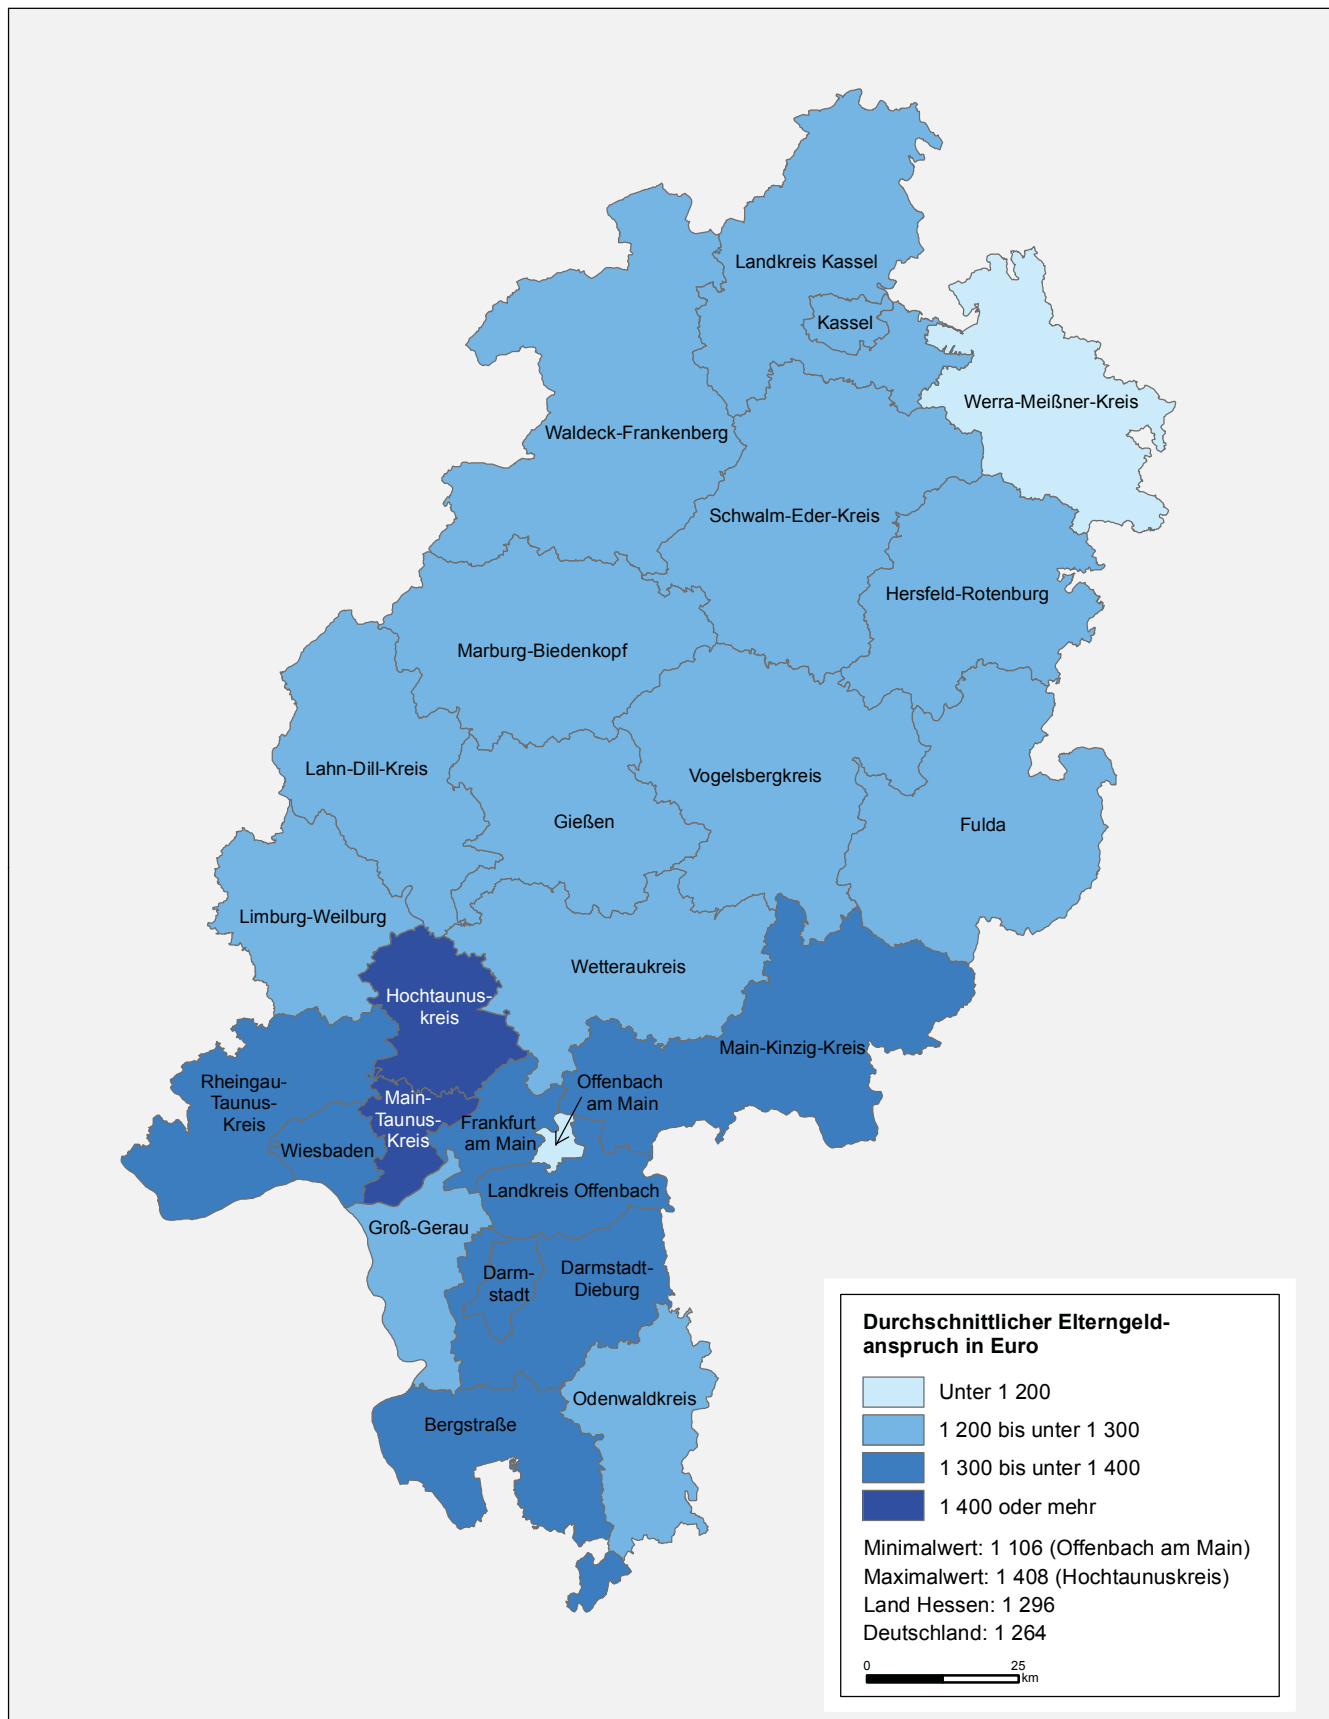 Landkreis Kassel
Kassel
Werra-Meißner-Kreis
Waldeck-Frankenberg
Schwalm-Eder-Kreis
Hersfeld-Rotenburg
Marburg-Biedenkopf
Lahn-Dill-Kreis
Vogelsbergkreis
Gießen
Fulda
Limburg-Weilburg
Wetteraukreis
Hochtaunus-
kreis
Main-Kinzig-Kreis
Rheingau-
Taunus-
Kreis
Offenbach
am Main
Main-
Taunus-
Kreis
Frankfurt
am Main
Wiesbaden
Landkreis Offenbach
Groß-Gerau
Darm-
stadt
Darmstadt-
Dieburg
Odenwaldkreis
Bergstraße
Durchschnittlicher Elterngeld-
anspruch in Euro
Unter 1 200
1 200 bis unter 1 300
1 300 bis unter 1 400
1 400 oder mehr
Minimalwert: 1 106 (Offenbach am Main)
Maximalwert: 1 408 (Hochtaunuskreis)
Land Hessen: 1 296
Deutschland: 1 264
0 25
km